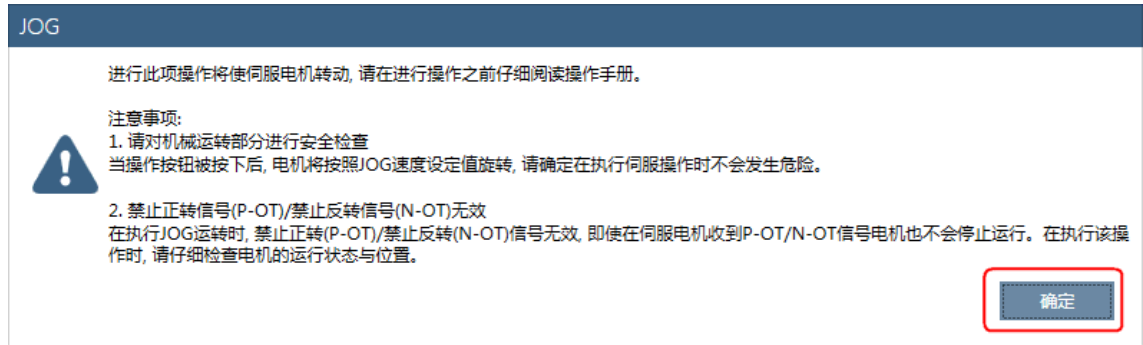 JOG
进行此项操作将使伺服电机转动, 请在进行操作之前仔细阅读操作手册。
注意事项:
1. 请对机械运转部分进行安全检查
当操作按钮被按下后, 电机将按照JOG速度设定值旋转, 请确定在执行伺服操作时不会发生危险。
2. 禁止正转信号(P-OT)/禁止反转信号(N-OT)无效
在执行JOG运转时, 禁止正转(P-OT)/禁止反转(N-OT)信号无效, 即使在伺服电机收到P-OT/N-OT信号电机也不会停止运行。在执行该操
作时, 请仔细检查电机的运行状态与位置。
确定